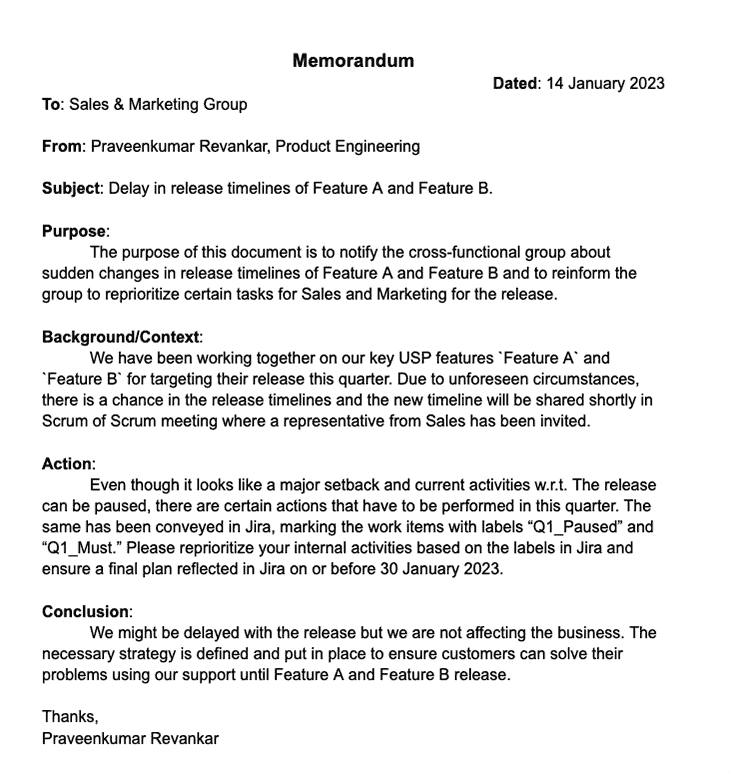 Memorandum
Dated: 14 January 2023
To: Sales & Marketing Group
From: Praveenkumar Revankar, Product Engineering
Subject: Delay in release timelines of Feature A and Feature B.
Purpose:
The purpose of this document is to notify the cross-functional group about
sudden changes in release timelines of Feature A and Feature B and to reinform the
group to reprioritize certain tasks for Sales and Marketing for the release.
Background/Context:
We have been working together on our key USP features `Feature A` and
`Feature B` for targeting their release this quarter. Due to unforeseen circumstances,
there is a chance in the release timelines and the new timeline will be shared shortly in
Scrum of Scrum meeting where a representative from Sales has been invited.
Action:
Even though it looks like a major setback and current activities w.r.t. The release
can be paused, there are certain actions that have to be performed in this quarter. The
same has been conveyed in Jira, marking the work items with labels “Q1_Paused” and
“Q1_Must.” Please reprioritize your internal activities based on the labels in Jira and
ensure a final plan reflected in Jira on or before 30 January 2023.
Conclusion:
We might be delayed with the release but we are not affecting the business. The
necessary strategy is defined and put in place to ensure customers can solve their
problems using our support until Feature A and Feature B release.
Thanks,
Praveenkumar Revankar